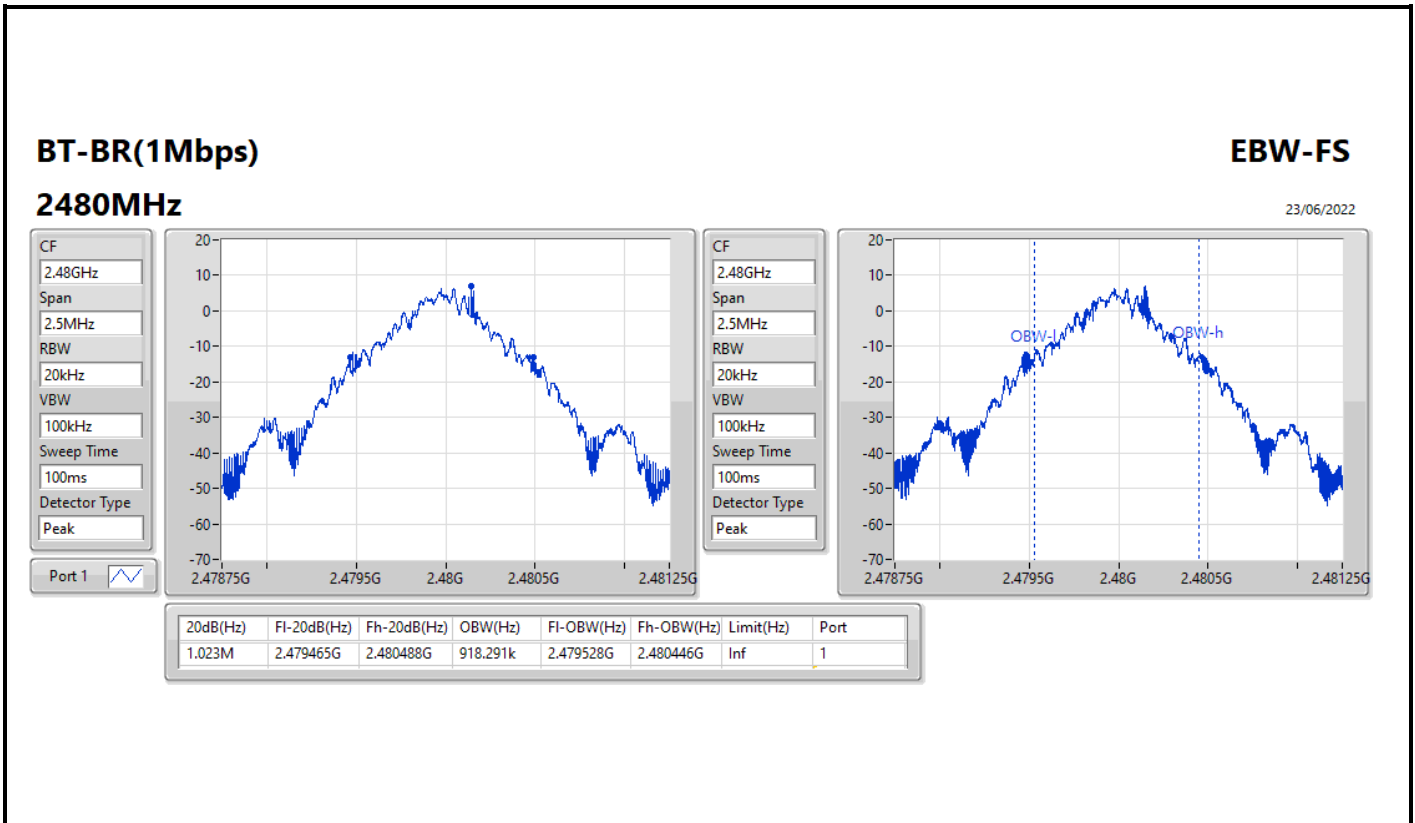 BT-BR(1Mbps)
EBW-FS
2480MHz
23/06/2022
CF
2.48GHz
Span
2.5MHz
RBW
20kHz
VBW
100kHz
Sweep Time
100ms
Detector Type
Peak
Port 1
20
10
0
-10
-20
-30
-40
-50
-60
-70
2.47875G 2.4795G 2.48G 2.4805G 2.48125G
CF
2.48GHz
Span
2.5MHz
RBW
20kHz
VBW
100kHz
Sweep Time
100ms
Detector Type
Peak
20
10
0
-10
-20
-30
-40
-50
-60
-70
OBW-l OBW-h
2.47875G 2.4795G 2.48G 2.4805G 2.48125G
20dB(Hz) Fl-20dB(Hz) Fh-20dB(Hz) OBW(Hz) Fl-OBW(Hz) Fh-OBW(Hz) Limit(Hz) Port
1.023M 2.479465G 2.480488G 918.291k 2.479528G 2.480446G Inf 1